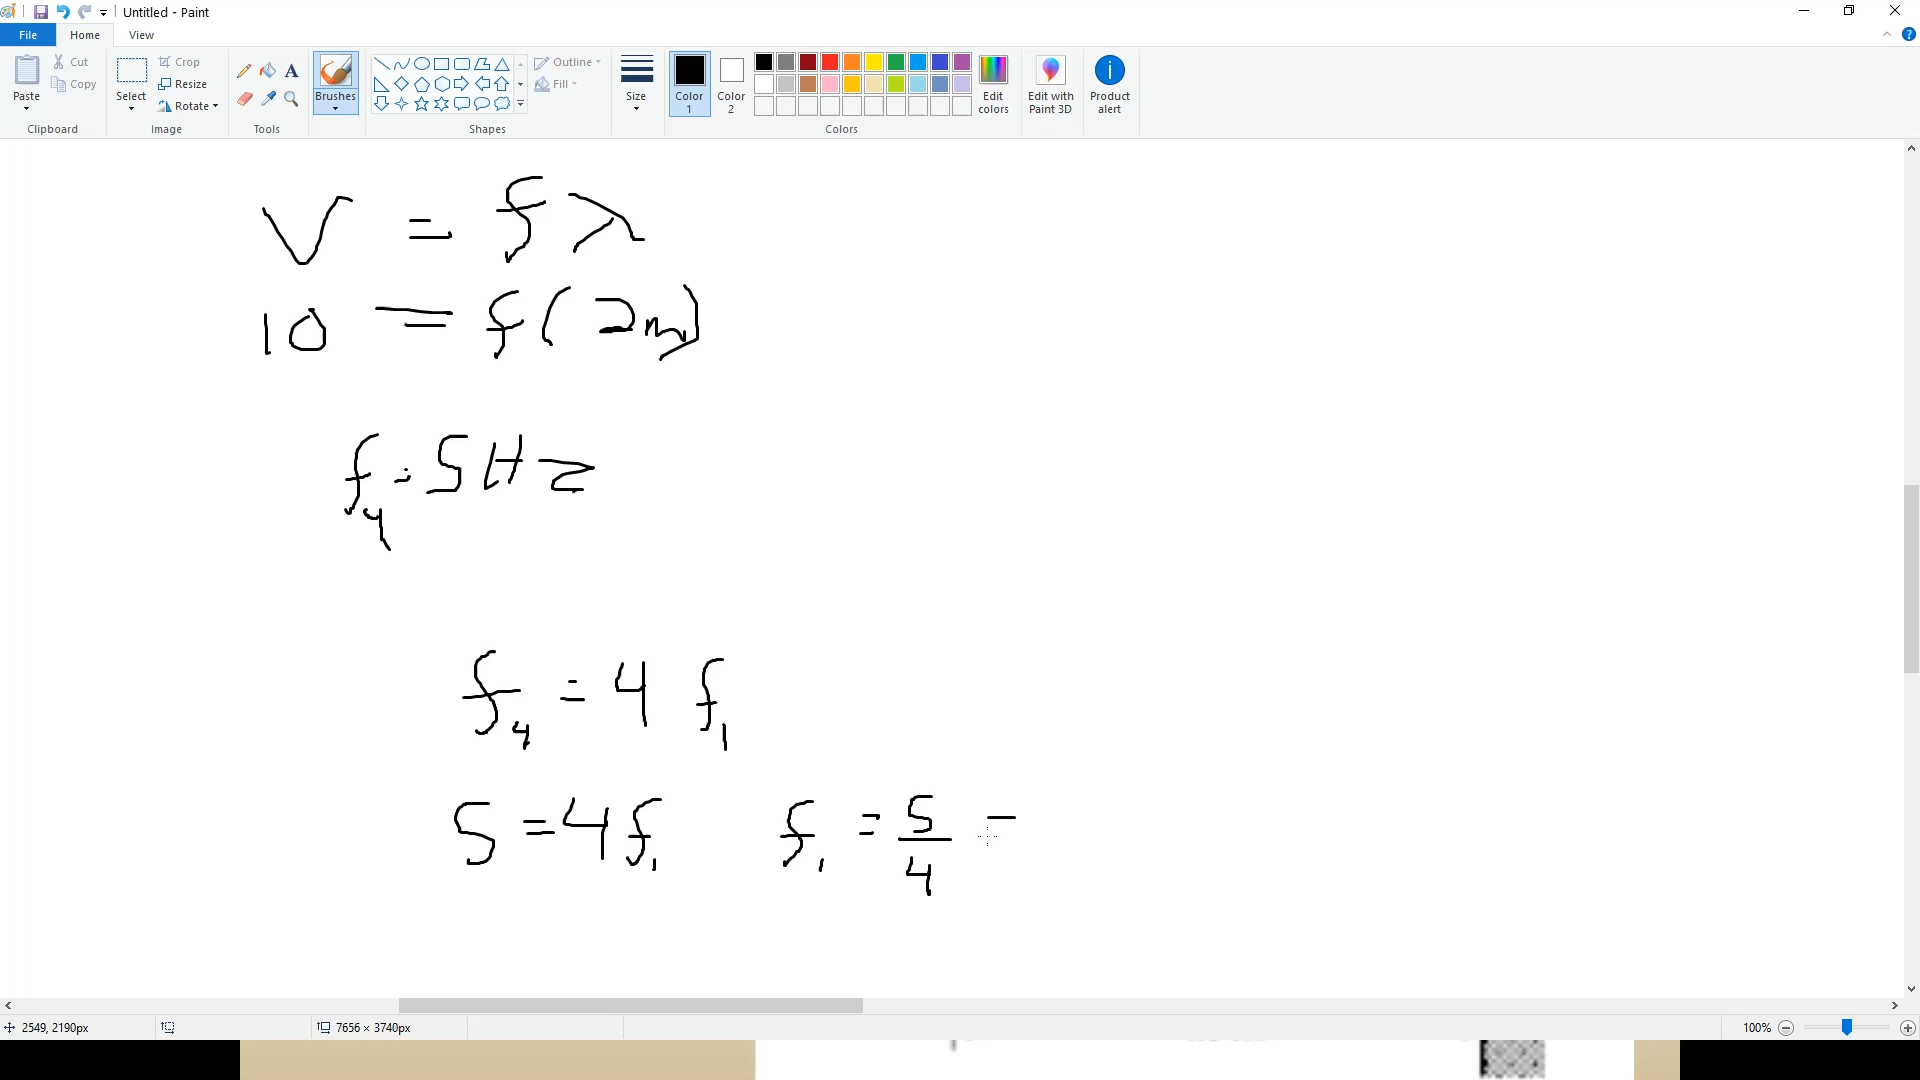 Untitled - Paint
File Home View
Paste Cut Copy Clipboard
Select Crop Resize Rotate Image
Tools
Brushes
Outline Fill Shapes
Size
Color 1 Color 2 Edit colors Colors
Edit with Paint 3D
Product alert
V = fλ
10 = f(2m)
f₄ = 5Hz
f₄ = 4 f₁
5 = 4f₁ f₁ = 5/4 =
2549, 2190px 7656 × 3740px 100%